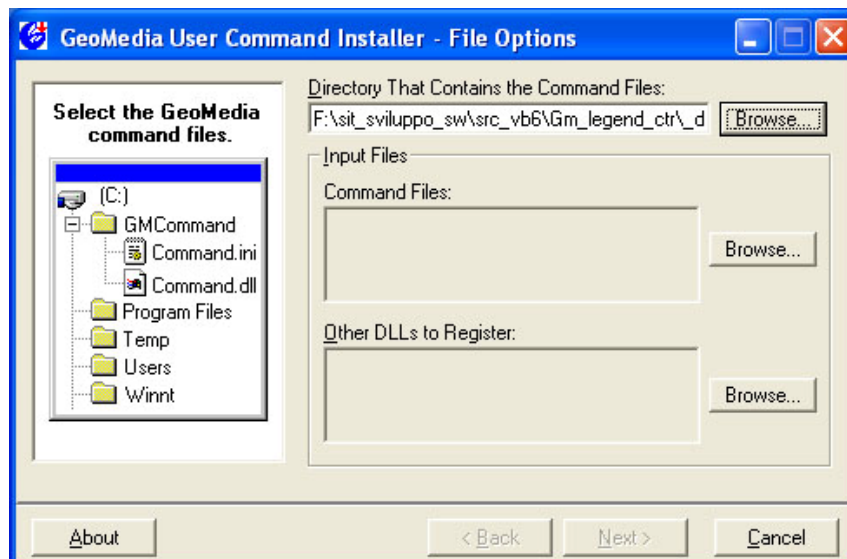 GeoMedia User Command Installer - File Options
Select the GeoMedia
command files.
(C:)
GMCommand
Command.ini
Command.dll
Program Files
Temp
Users
Winnt
Directory That Contains the Command Files:
F:\sit_sviluppo_sw\src_vb6\Gm_legend_ctr\_d
Browse...
Input Files
Command Files:
Browse...
Other DLLs to Register:
Browse...
About
< Back
Next >
Cancel